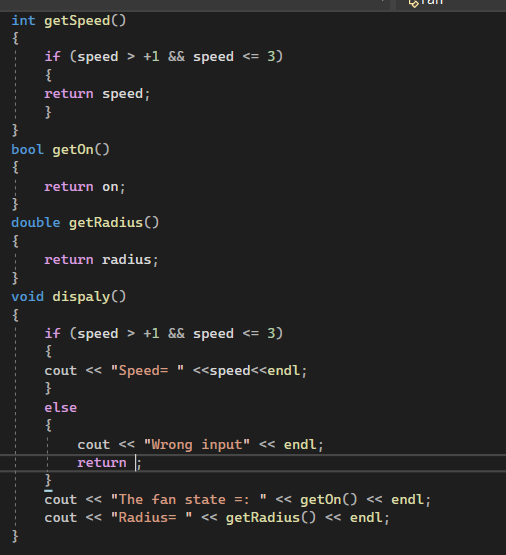 fan
int getSpeed()
{
if (speed > +1 && speed <= 3)
{
return speed;
}
}
bool getOn()
{
return on;
}
double getRadius()
{
return radius;
}
void dispaly()
{
if (speed > +1 && speed <= 3)
{
cout << "Speed= " <<speed<<endl;
}
else
{
cout << "Wrong input" << endl;
return ;
}
cout << "The fan state =: " << getOn() << endl;
cout << "Radius= " << getRadius() << endl;
}